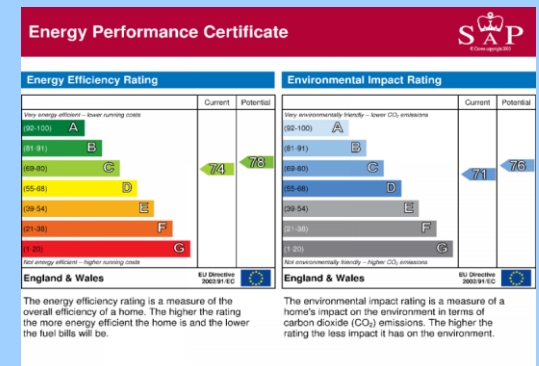 Energy Performance Certificate
SAP
© Crown copyright 2005
Energy Efficiency Rating
Current Potential
Very energy efficient – lower running costs
(92-100) A
(81-91) B
(69-80) C 74 78
(55-68) D
(39-54) E
(21-38) F
(1-20) G
Not energy efficient – higher running costs
England & Wales EU Directive 2002/91/EC
The energy efficiency rating is a measure of the
overall efficiency of a home. The higher the rating
the more energy efficient the home is and the lower
the fuel bills will be.
Environmental Impact Rating
Current Potential
Very environmentally friendly – lower CO₂ emissions
(92-100) A
(81-91) B
(69-80) C 71 76
(55-68) D
(39-54) E
(21-38) F
(1-20) G
Not environmentally friendly – higher CO₂ emissions
England & Wales EU Directive 2002/91/EC
The environmental impact rating is a measure of a
home's impact on the environment in terms of
carbon dioxide (CO₂) emissions. The higher the
rating the less impact it has on the environment.